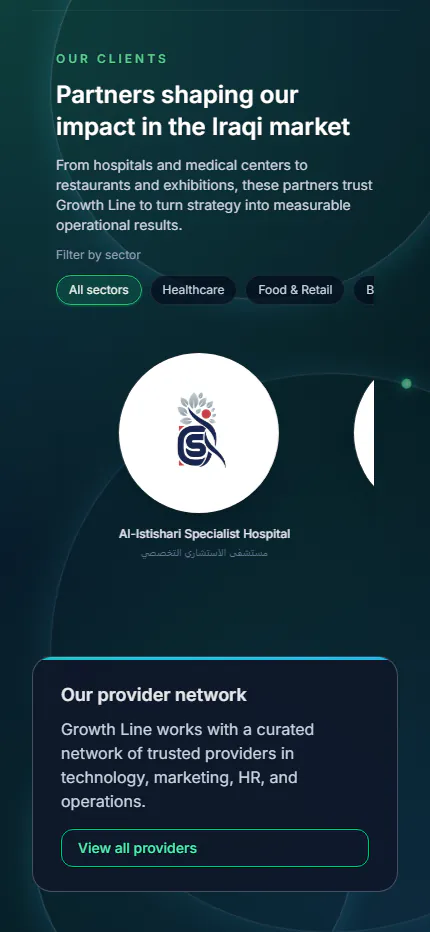 OUR CLIENTS
Partners shaping our
impact in the Iraqi market
From hospitals and medical centers to
restaurants and exhibitions, these partners trust
Growth Line to turn strategy into measurable
operational results.
Filter by sector
All sectors
Healthcare
Food & Retail
B
Al-Istishari Specialist Hospital
مستشفى الاستشاري التخصصي
Our provider network
Growth Line works with a curated
network of trusted providers in
technology, marketing, HR, and
operations.
View all providers